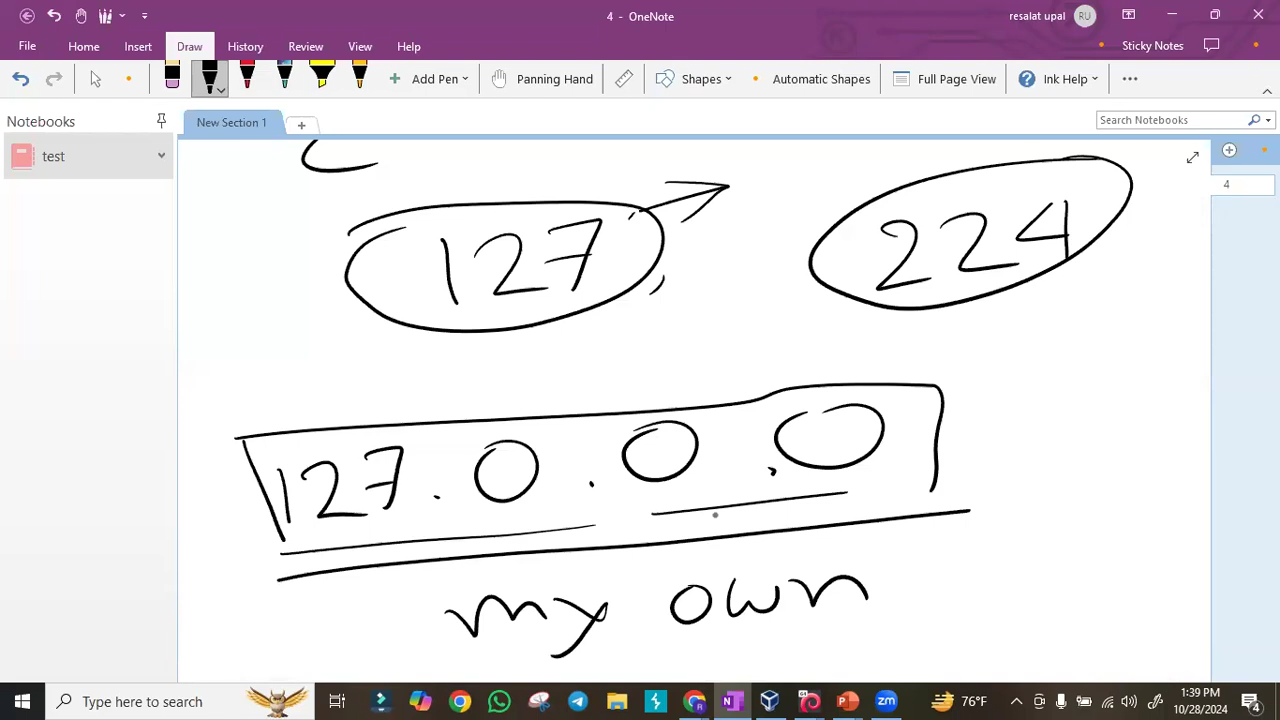 4 - OneNote
resalat upal RU
File Home Insert Draw History Review View Help
Sticky Notes
Add Pen Panning Hand Shapes Automatic Shapes Full Page View Ink Help
Notebooks
New Section 1
Search Notebooks
test
4
127 224
127.0.0.0
my own
Type here to search
76°F
1:39 PM
10/28/2024
4